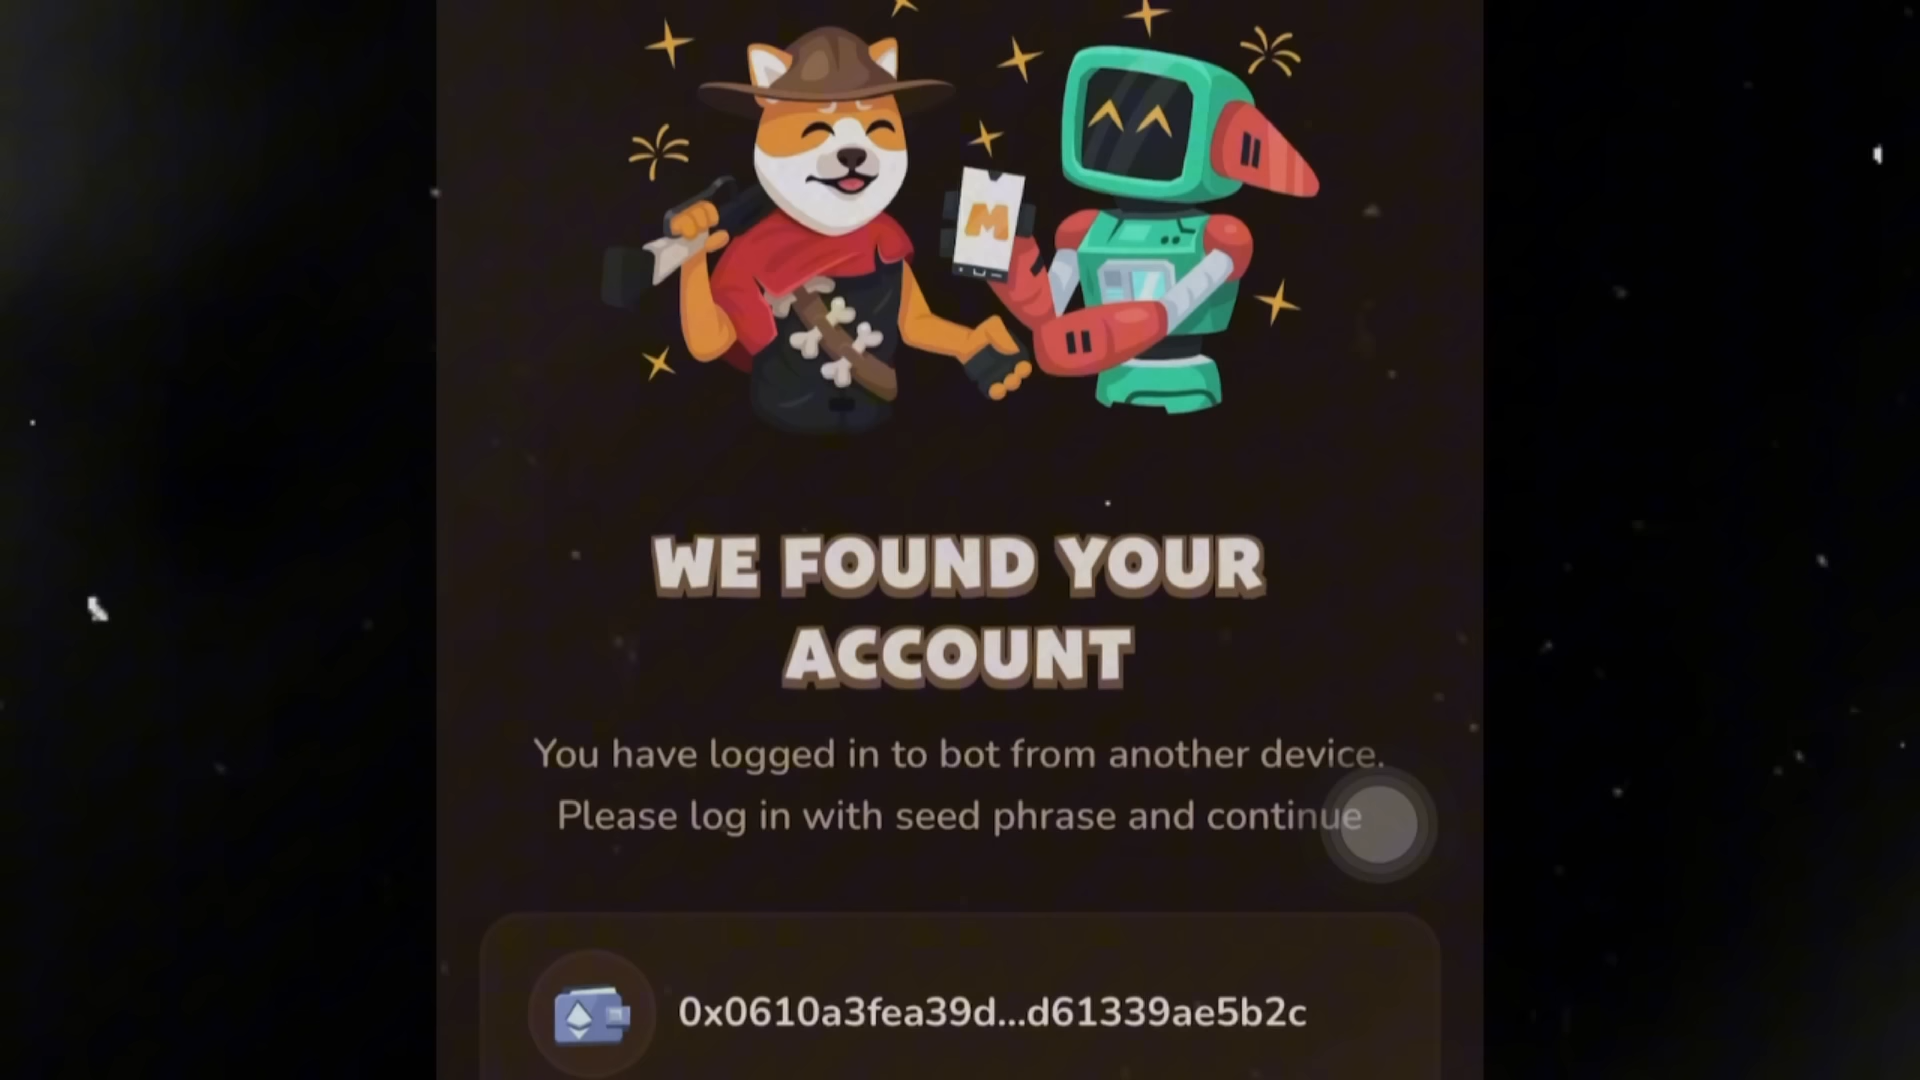 M
WE FOUND YOUR
ACCOUNT
You have logged in to bot from another device.
Please log in with seed phrase and continue
0x0610a3fea39d...d61339ae5b2c